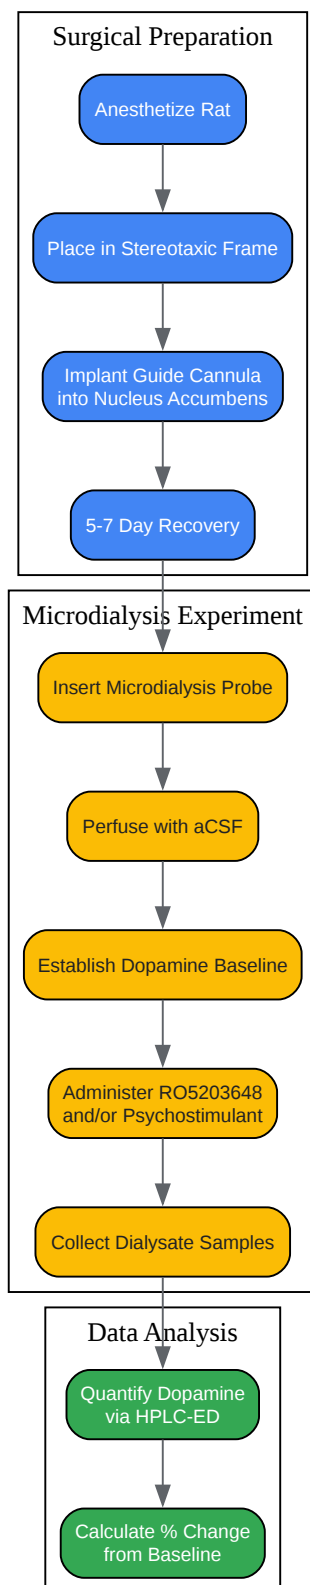 Surgical Preparation
Anesthetize Rat
Place in Stereotaxic Frame
Implant Guide Cannula
into Nucleus Accumbens
5-7 Day Recovery
Microdialysis Experiment
Insert Microdialysis Probe
Perfuse with aCSF
Establish Dopamine Baseline
Administer RO5203648
and/or Psychostimulant
Collect Dialysate Samples
Data Analysis
Quantify Dopamine
via HPLC-ED
Calculate % Change
from Baseline